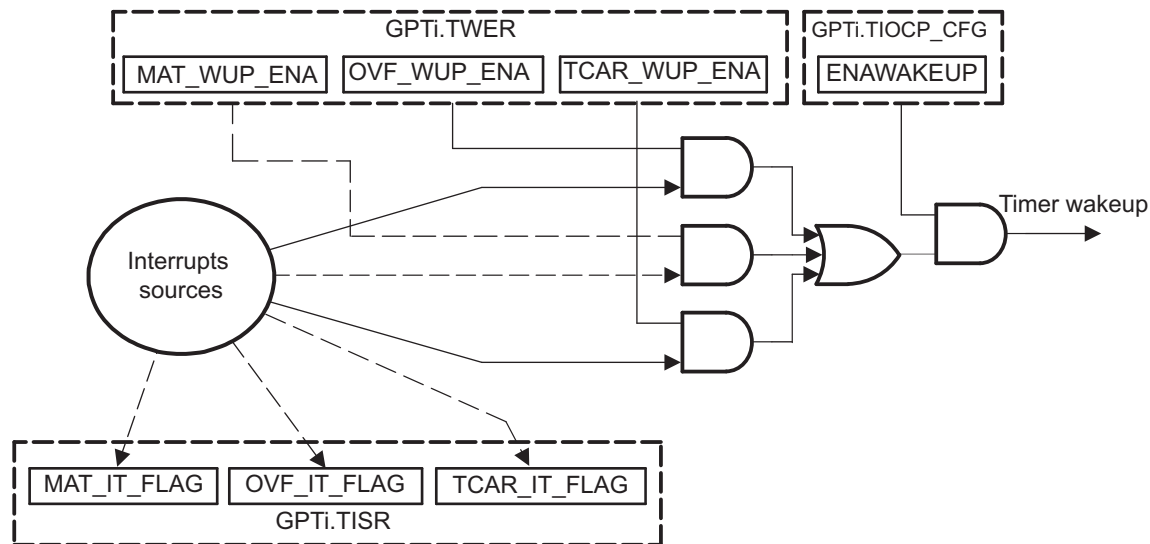 GPTi.TWER
MAT_WUP_ENA
OVF_WUP_ENA
TCAR_WUP_ENA
GPTi.TIOCP_CFG
ENAWAKEUP
Timer wakeup
Interrupts
sources
MAT_IT_FLAG
OVF_IT_FLAG
TCAR_IT_FLAG
GPTi.TISR